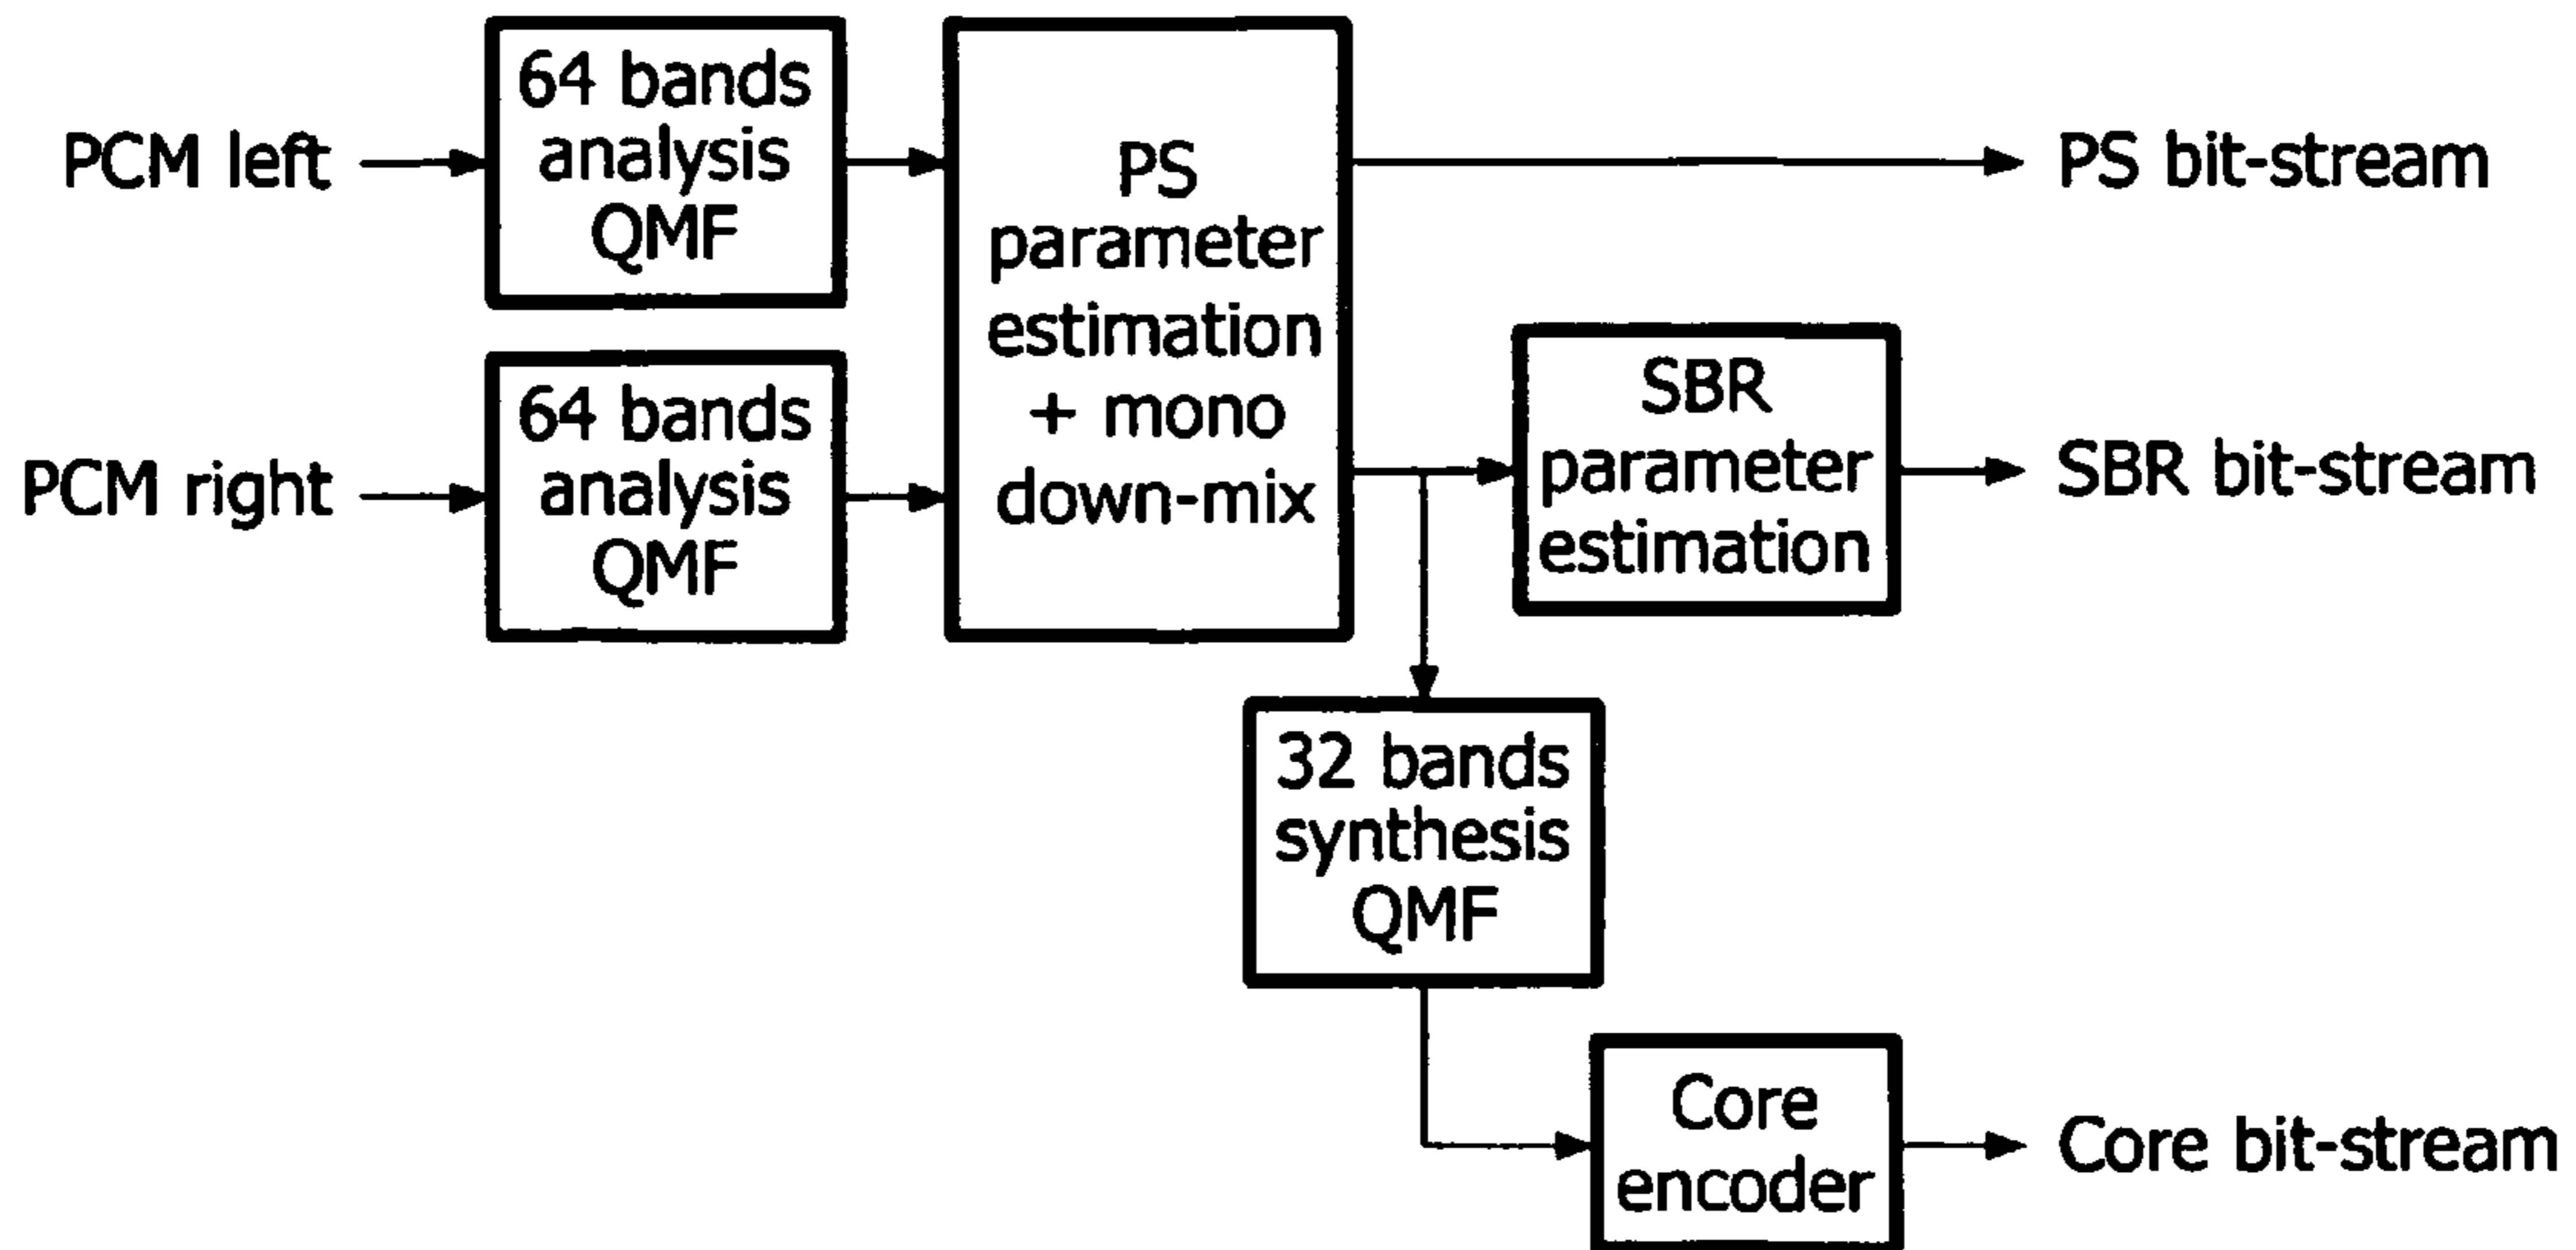 PCM left
64 bands
analysis
QMF
PS
parameter
estimation
+ mono
down-mix
PS bit-stream
PCM right
64 bands
analysis
QMF
SBR
parameter
estimation
SBR bit-stream
32 bands
synthesis
QMF
Core
encoder
Core bit-stream